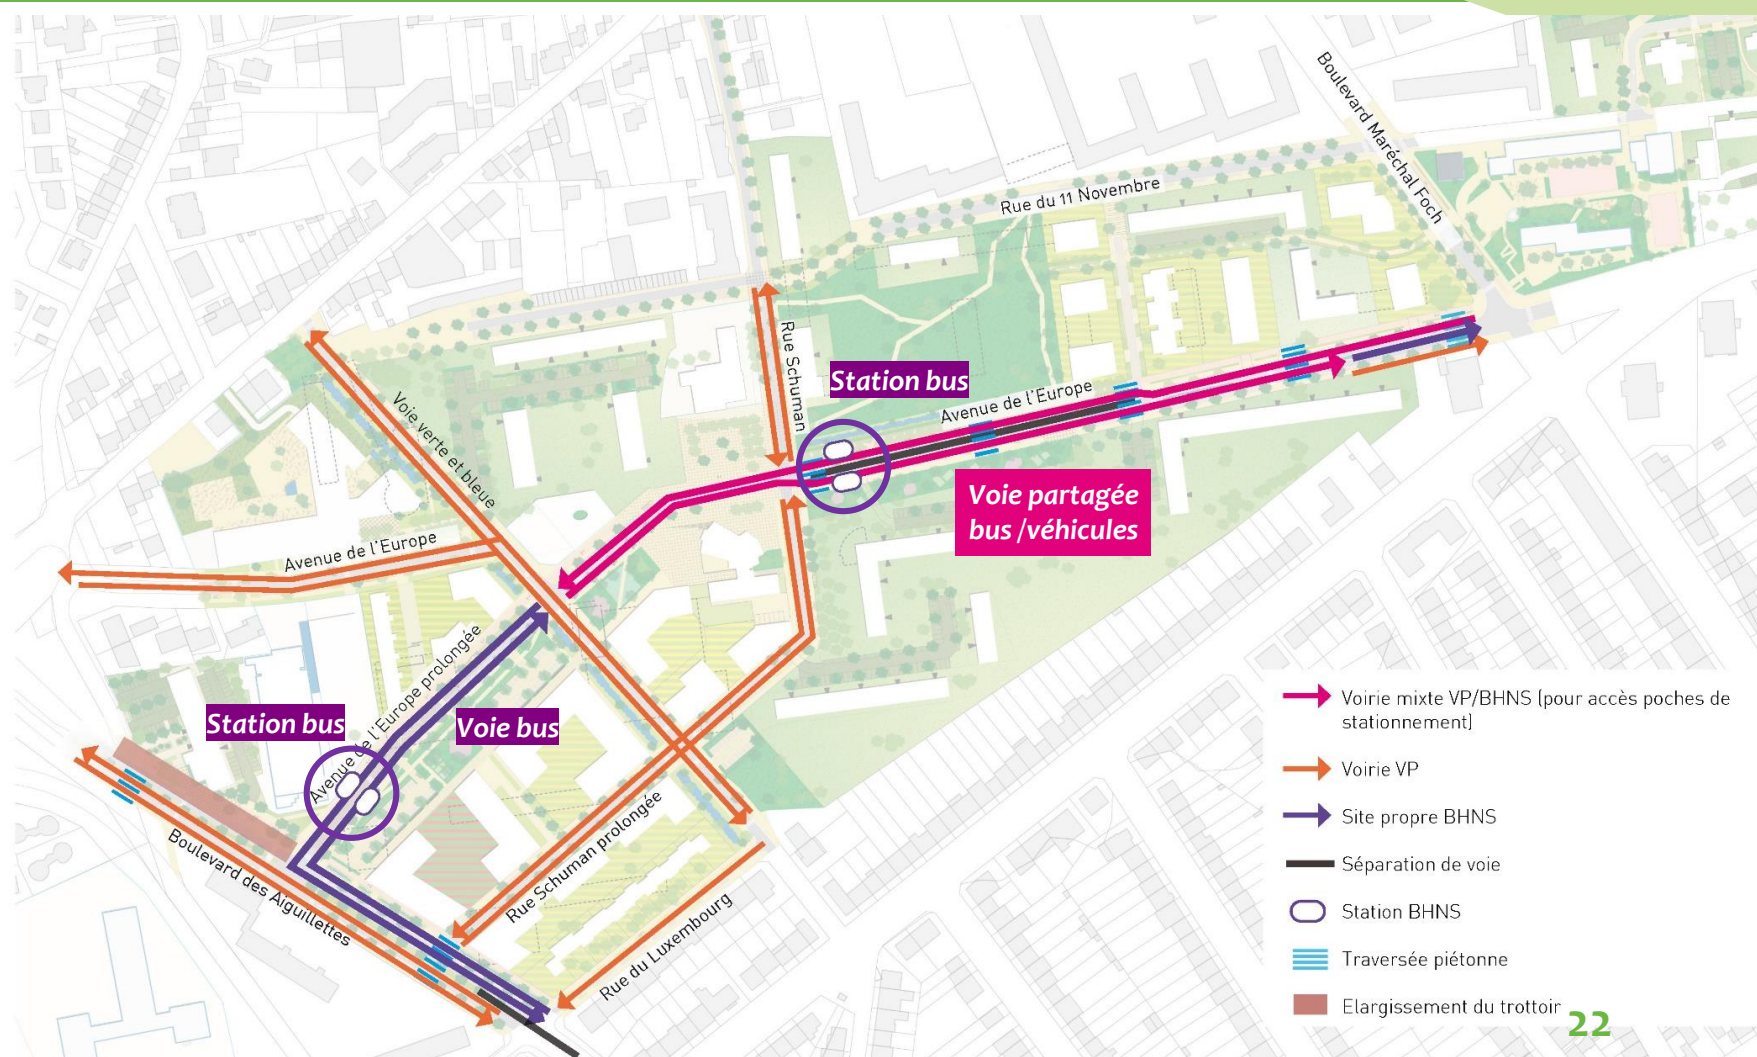 Boulevard Maréchal Foch
Rue du 11 Novembre
Rue Schuman
Station bus
Avenue de l'Europe
Voie verte et bleue
Voie partagée
bus /véhicules
Avenue de l'Europe
Avenue de l'Europe prolongée
Station bus
Voie bus
Boulevard des Aiguillettes
Rue Schuman prolongée
Rue du Luxembourg
Voirie mixte VP/BHNS (pour accès poches de
stationnement)
Voirie VP
Site propre BHNS
Séparation de voie
Station BHNS
Traversée piétonne
Elargissement du trottoir
22